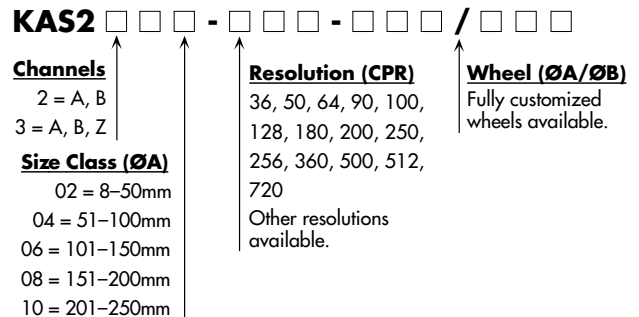 KAS2 □ □ □ - □ □ □ - □ □ □ / □ □ □
Channels
2 = A, B
3 = A, B, Z
Size Class (ØA)
02 = 8–50mm
04 = 51–100mm
06 = 101–150mm
08 = 151–200mm
10 = 201–250mm
Resolution (CPR)
36, 50, 64, 90, 100,
128, 180, 200, 250,
256, 360, 500, 512,
720
Other resolutions
available.
Wheel (ØA/ØB)
Fully customized
wheels available.